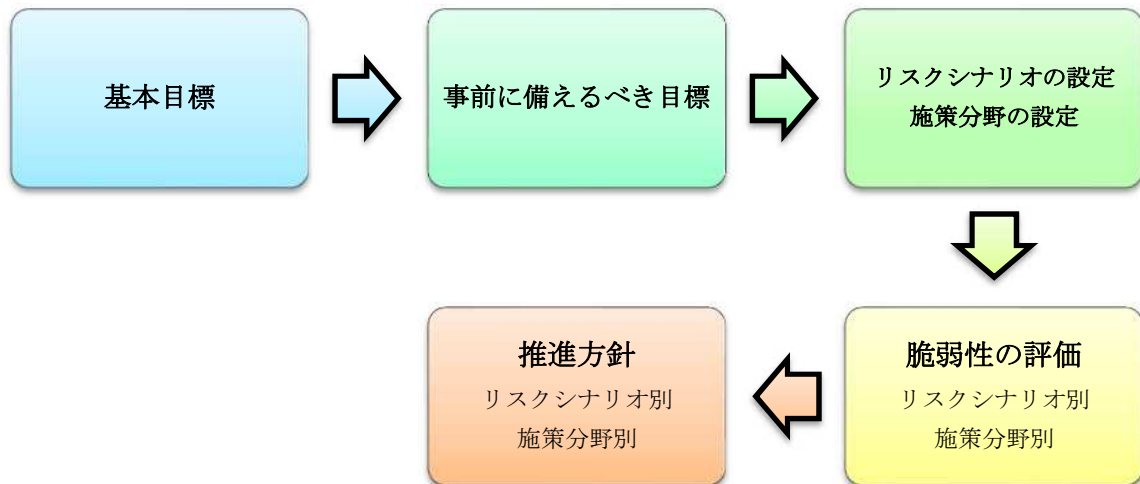 基本目標
事前に備えるべき目標
リスクシナリオの設定
施策分野の設定
脆弱性の評価
リスクシナリオ別
施策分野別
推進方針
リスクシナリオ別
施策分野別